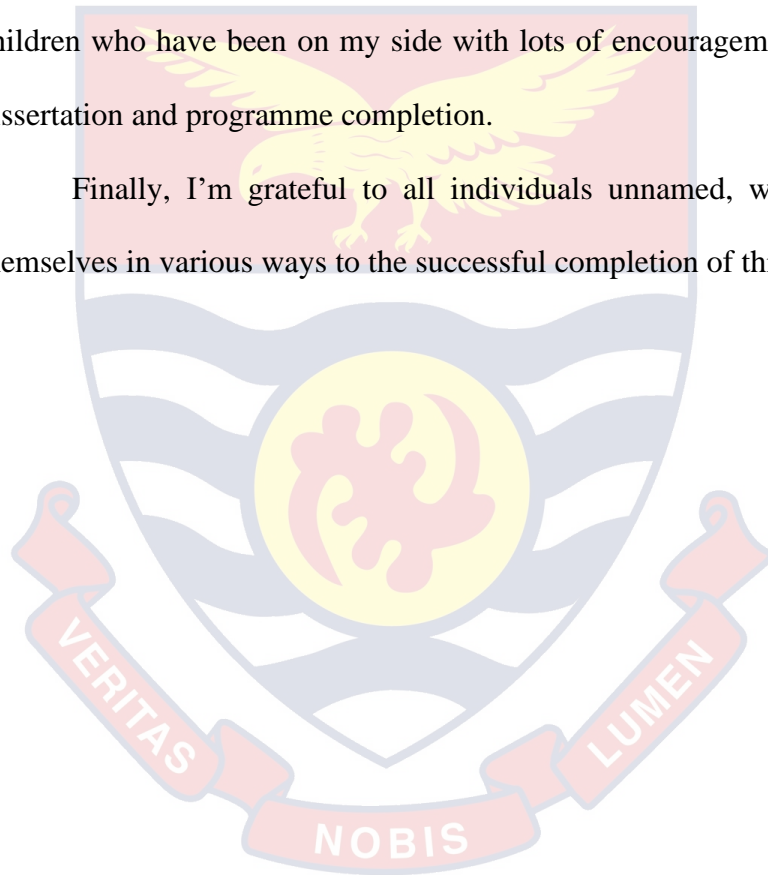 hildren who have been on my side with lots of encouragem
ssertation and programme completion.
Finally, I'm grateful to all individuals unnamed, w
emselves in various ways to the successful completion of th
VERITAS
NOBIS
LUMEN